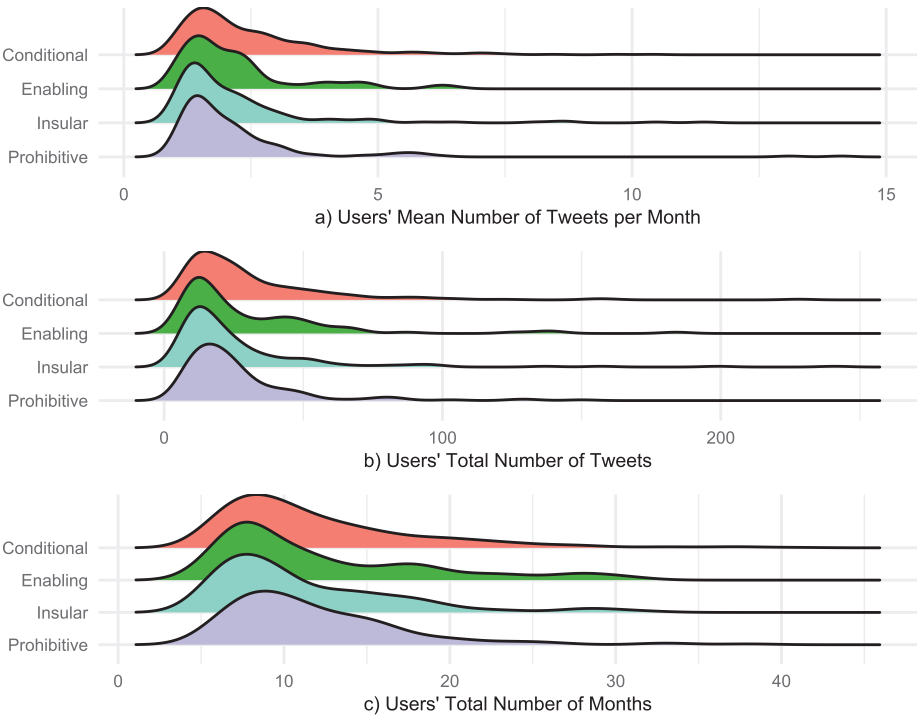 Conditional
Enabling
Insular
Prohibitive
0 5 10 15
a) Users' Mean Number of Tweets per Month
Conditional
Enabling
Insular
Prohibitive
0 100 200
b) Users' Total Number of Tweets
Conditional
Enabling
Insular
Prohibitive
0 10 20 30 40
c) Users' Total Number of Months